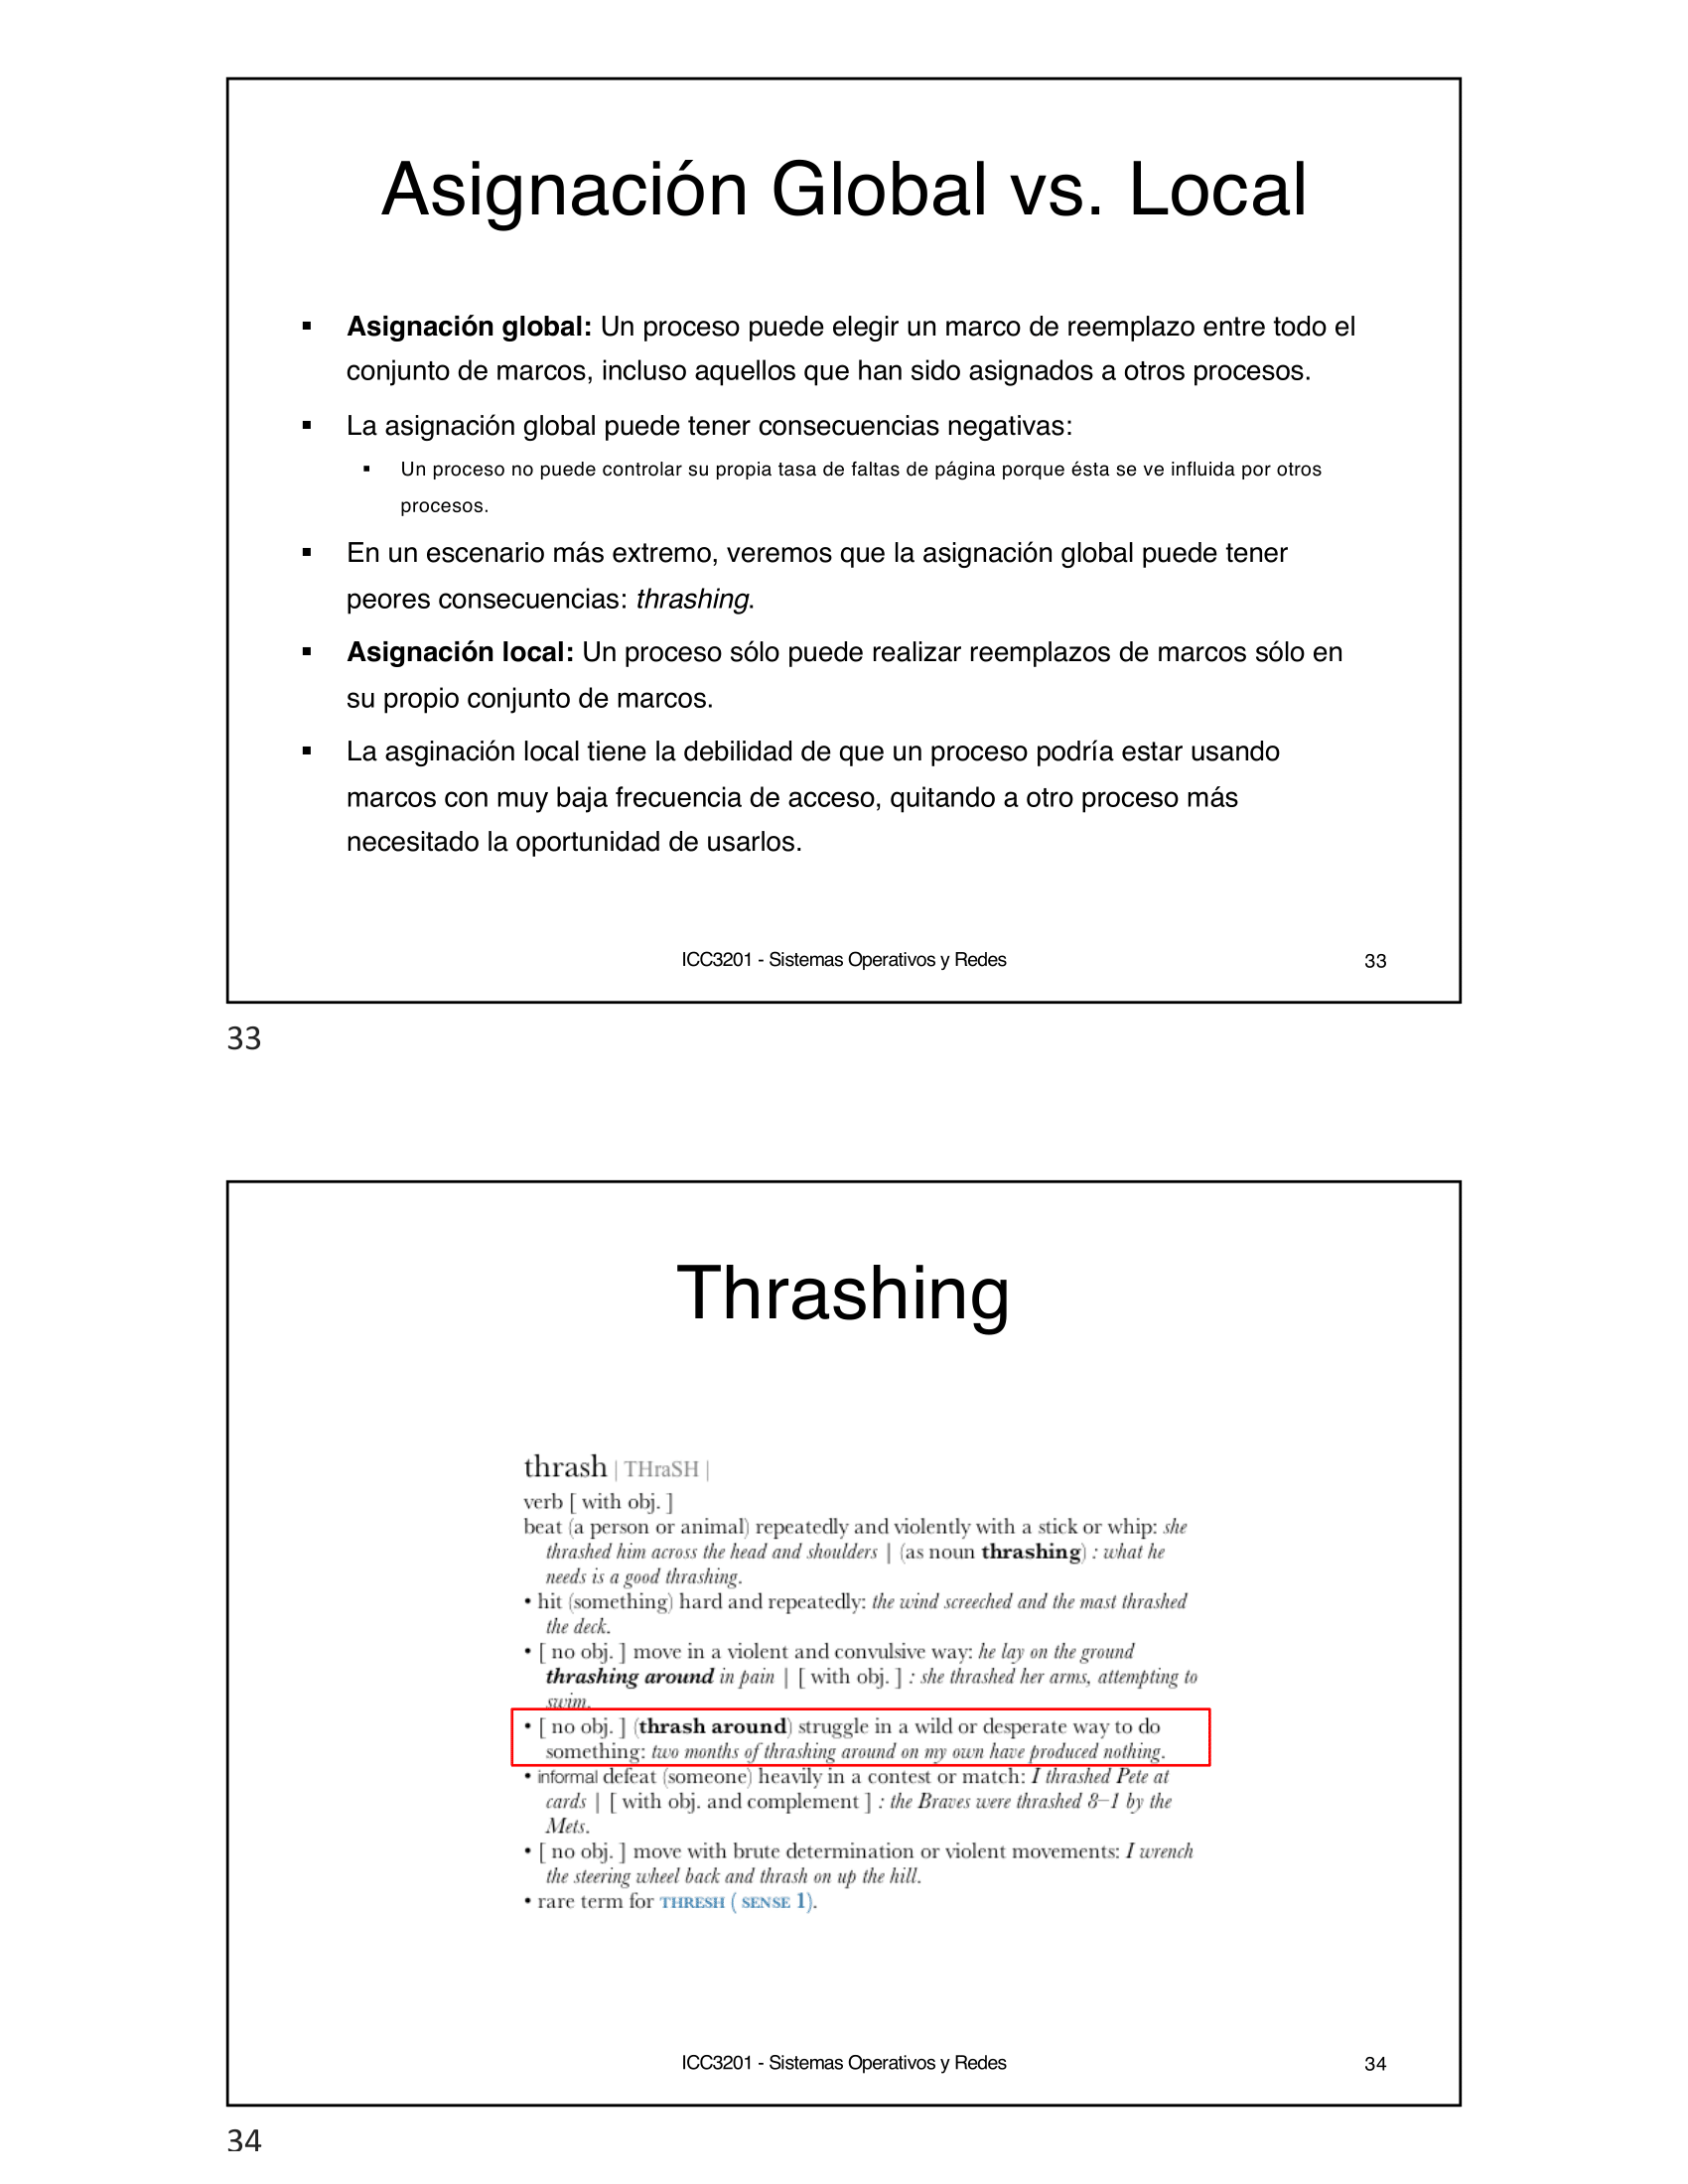 Asignación Global vs. Local
▪ Asignación global: Un proceso puede elegir un marco de reemplazo entre todo el
conjunto de marcos, incluso aquellos que han sido asignados a otros procesos.
▪ La asignación global puede tener consecuencias negativas:
▪ Un proceso no puede controlar su propia tasa de faltas de página porque ésta se ve influida por otros
procesos.
▪ En un escenario más extremo, veremos que la asignación global puede tener
peores consecuencias: thrashing.
▪ Asignación local: Un proceso sólo puede realizar reemplazos de marcos sólo en
su propio conjunto de marcos.
▪ La asginación local tiene la debilidad de que un proceso podría estar usando
marcos con muy baja frecuencia de acceso, quitando a otro proceso más
necesitado la oportunidad de usarlos.
ICC3201 - Sistemas Operativos y Redes 33
33
Thrashing
thrash | THraSH |
verb [ with obj. ]
beat (a person or animal) repeatedly and violently with a stick or whip: she
thrashed him across the head and shoulders | (as noun thrashing) : what he
needs is a good thrashing.
• hit (something) hard and repeatedly: the wind screeched and the mast thrashed
the deck.
• [ no obj. ] move in a violent and convulsive way: he lay on the ground
thrashing around in pain | [ with obj. ] : she thrashed her arms, attempting to
swim.
• [ no obj. ] (thrash around) struggle in a wild or desperate way to do
something: two months of thrashing around on my own have produced nothing.
• informal defeat (someone) heavily in a contest or match: I thrashed Pete at
cards | [ with obj. and complement ] : the Braves were thrashed 8–1 by the
Mets.
• [ no obj. ] move with brute determination or violent movements: I wrench
the steering wheel back and thrash on up the hill.
• rare term for THRESH ( SENSE 1).
ICC3201 - Sistemas Operativos y Redes 34
34